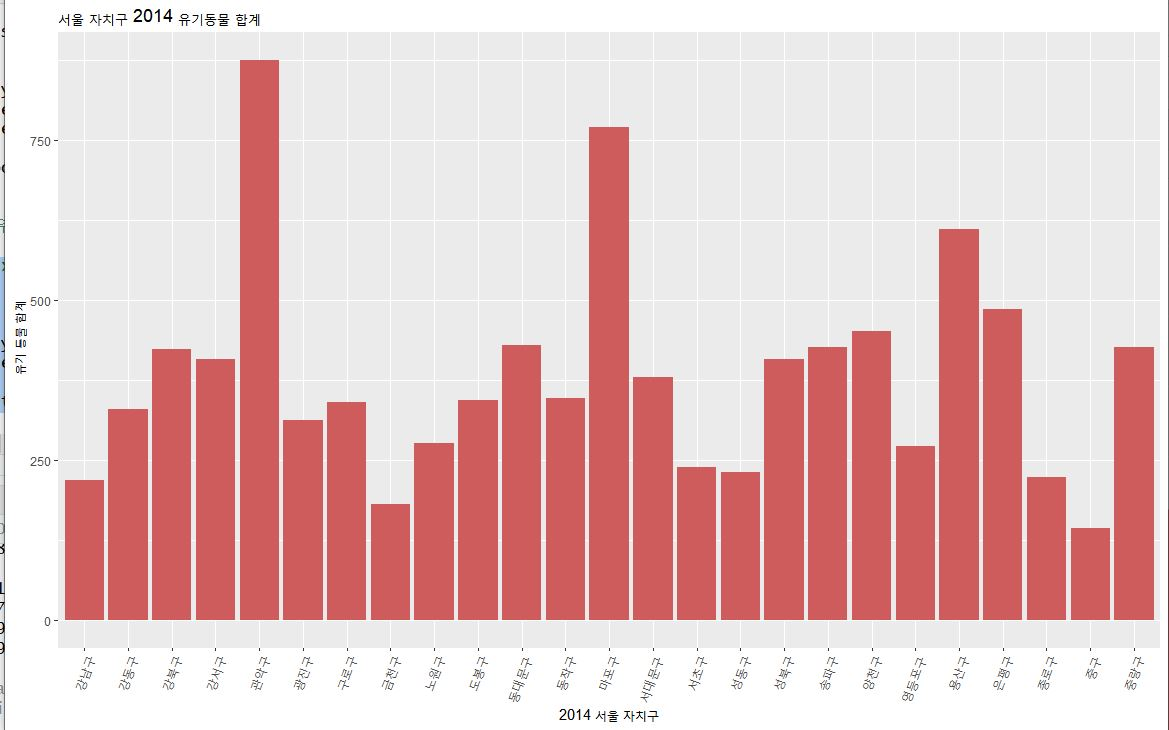 서울 자치구 2014 유기동물 합계
유기 동물 합계
750
500
250
0
강남구
강동구
강북구
강서구
관악구
광진구
구로구
금천구
노원구
도봉구
동대문구
동작구
마포구
서대문구
서초구
성동구
성북구
송파구
양천구
영등포구
용산구
은평구
종로구
중구
중랑구
2014 서울 자치구